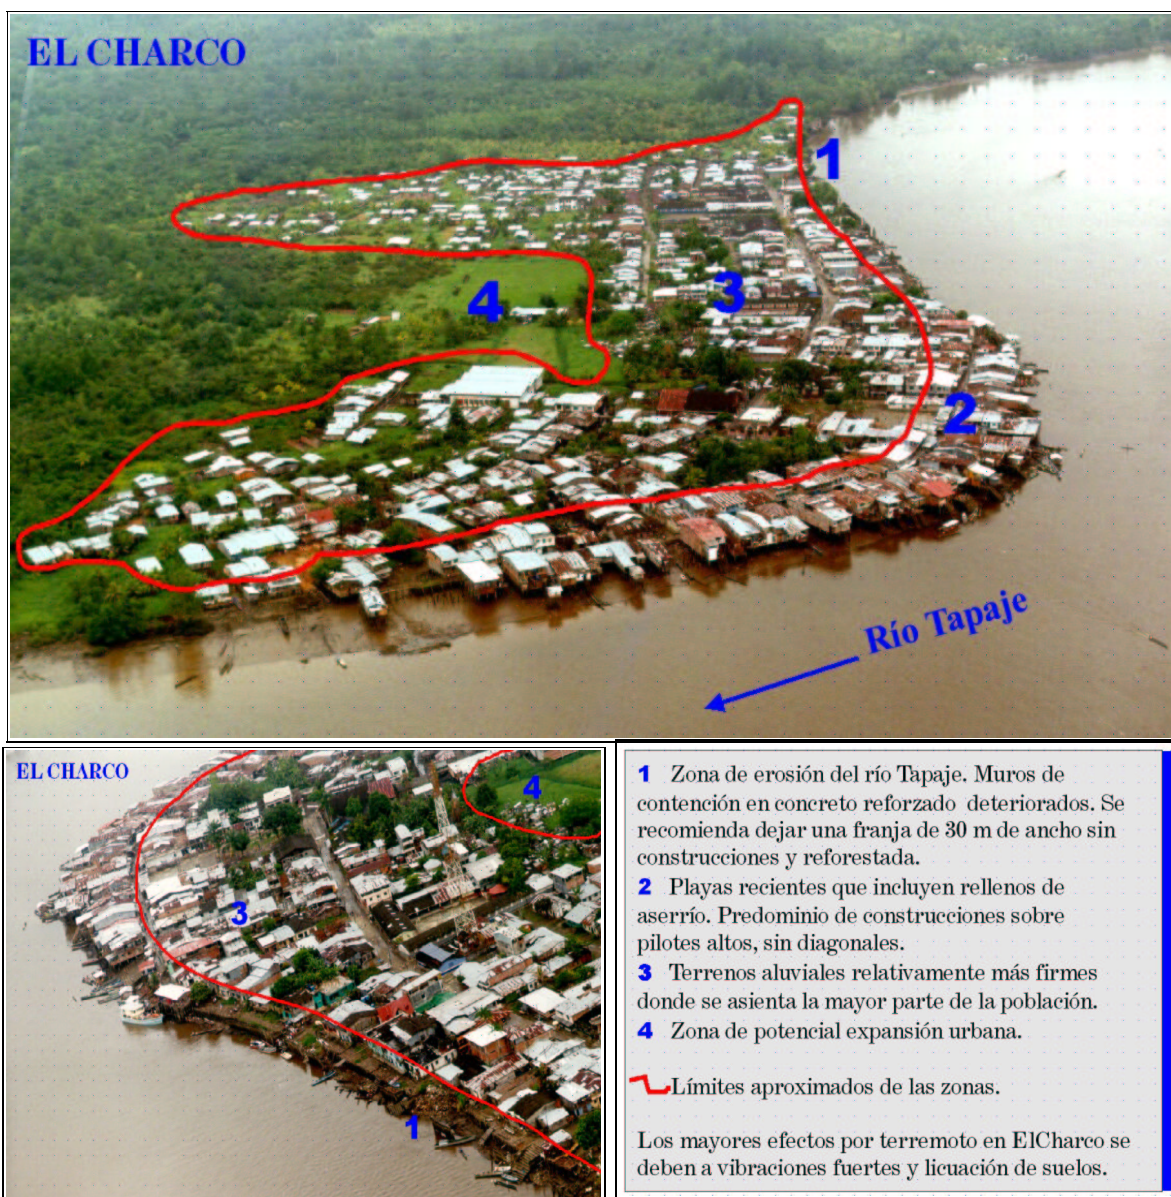 EL CHARCO
1
4
3
2
Río Tapaje
EL CHARCO
4
3
1
1 Zona de erosión del río Tapaje. Muros de
contención en concreto reforzado deteriorados. Se
recomienda dejar una franja de 30 m de ancho sin
construcciones y reforestada.
2 Playas recientes que incluyen rellenos de
aserrío. Predominio de construcciones sobre
pilotes altos, sin diagonales.
3 Terrenos aluviales relativamente más firmes
donde se asienta la mayor parte de la población.
4 Zona de potencial expansión urbana.
Límites aproximados de las zonas.
Los mayores efectos por terremoto en ElCharco se
deben a vibraciones fuertes y licuación de suelos.